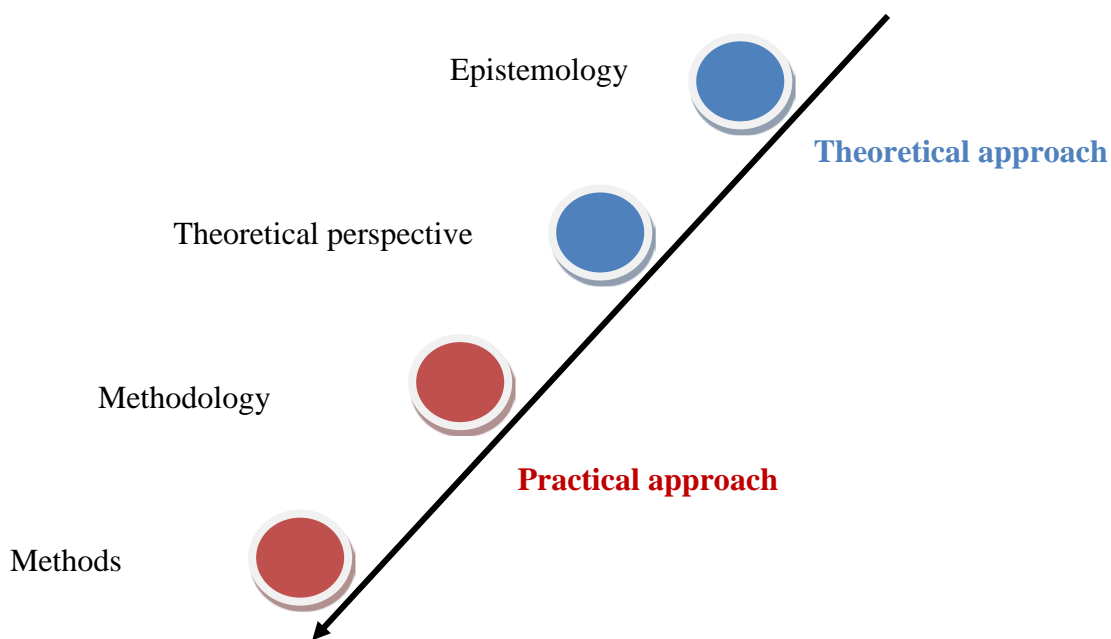 Epistemology
Theoretical approach
Theoretical perspective
Methodology
Practical approach
Methods